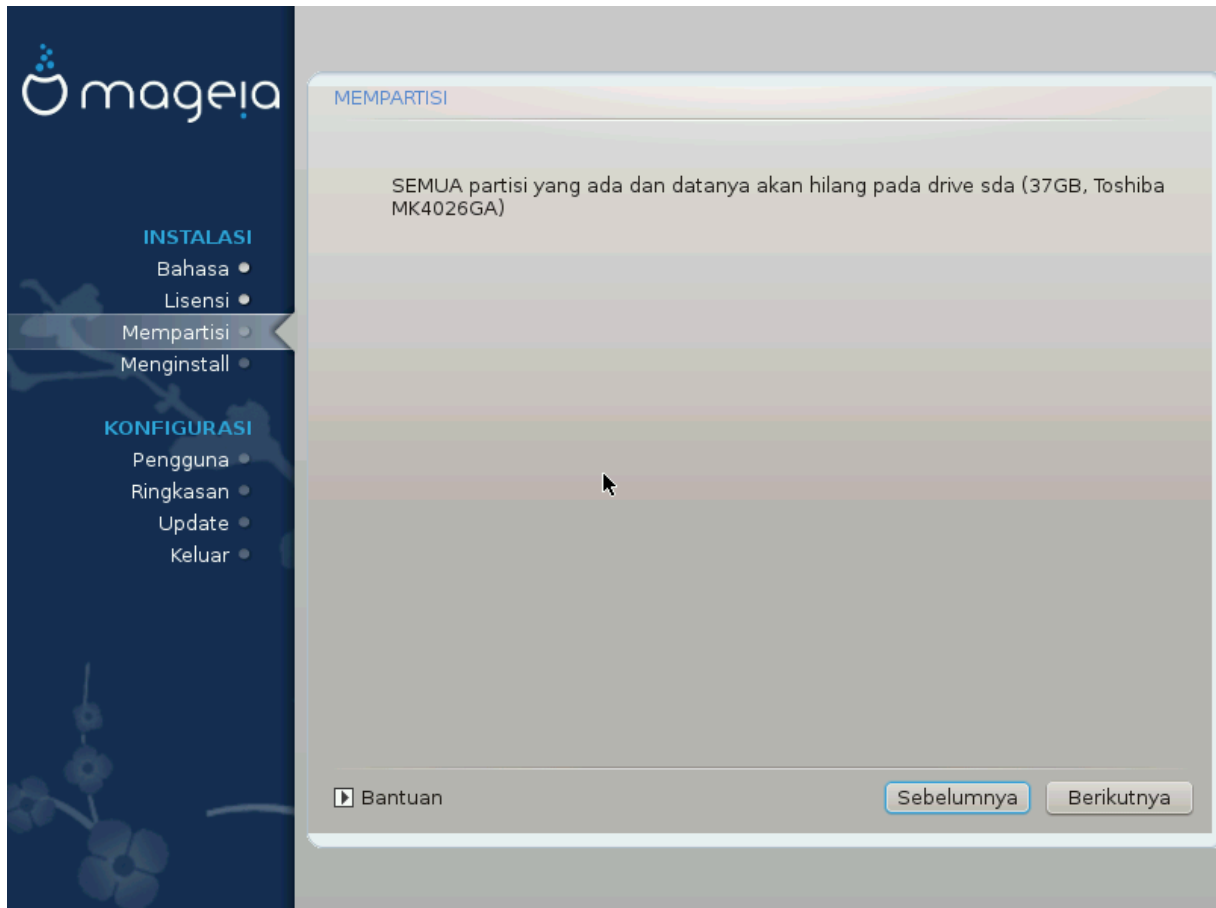 mageia
INSTALASI
Bahasa
Lisensi
Mempartisi
Menginstall
KONFIGURASI
Pengguna
Ringkasan
Update
Keluar
MEMPARTISI
SEMUA partisi yang ada dan datanya akan hilang pada drive sda (37GB, Toshiba
MK4026GA)
Bantuan
Sebelumnya
Berikutnya